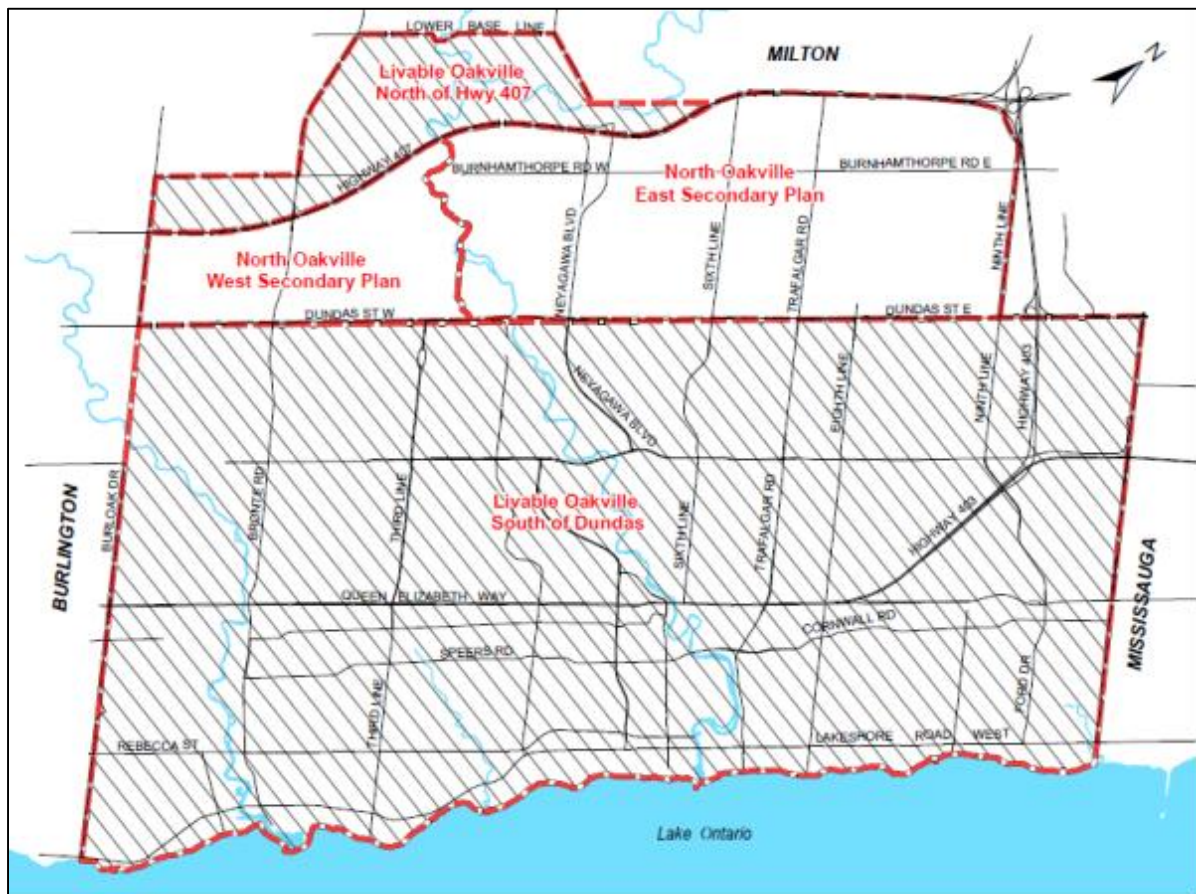 LOWER BASE LINE
MILTON
N
Livable Oakville
North of Hwy 407
HIGHWAY 407
BURNHAMTHORPE RD W
North Oakville
East Secondary Plan
BURNHAMTHORPE RD E
North Oakville
West Secondary Plan
NEYAGAWA BLVD
SIXTH LINE
TRAFALGAR RD
NINTH LINE
DUNDAS ST W
DUNDAS ST E
NEYAGAWA BLVD
EIGHTH LINE
NINTH LINE
HIGHWAY 403
BURLINGTON
BURLOAK DR
BRONTE RD
THIRD LINE
Livable Oakville
South of Dundas
SIXTH LINE
TRAFALGAR RD
HIGHWAY 403
MISSISSAUGA
QUEEN ELIZABETH WAY
CORNWALL RD
SPEERS RD
THIRD LINE
FORD DR
REBECCA ST
LAKESHORE ROAD WEST
Lake Ontario